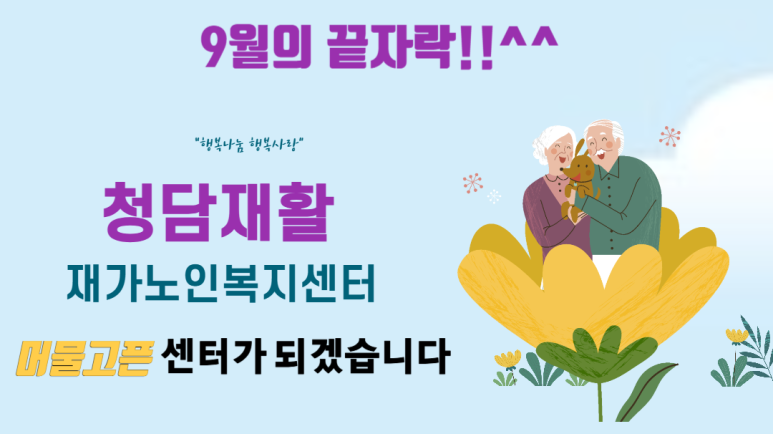 9월의 끝자락!!^^
"행복나눔 행복사랑"
청담재활
재가노인복지센터
머물고픈 센터가 되겠습니다